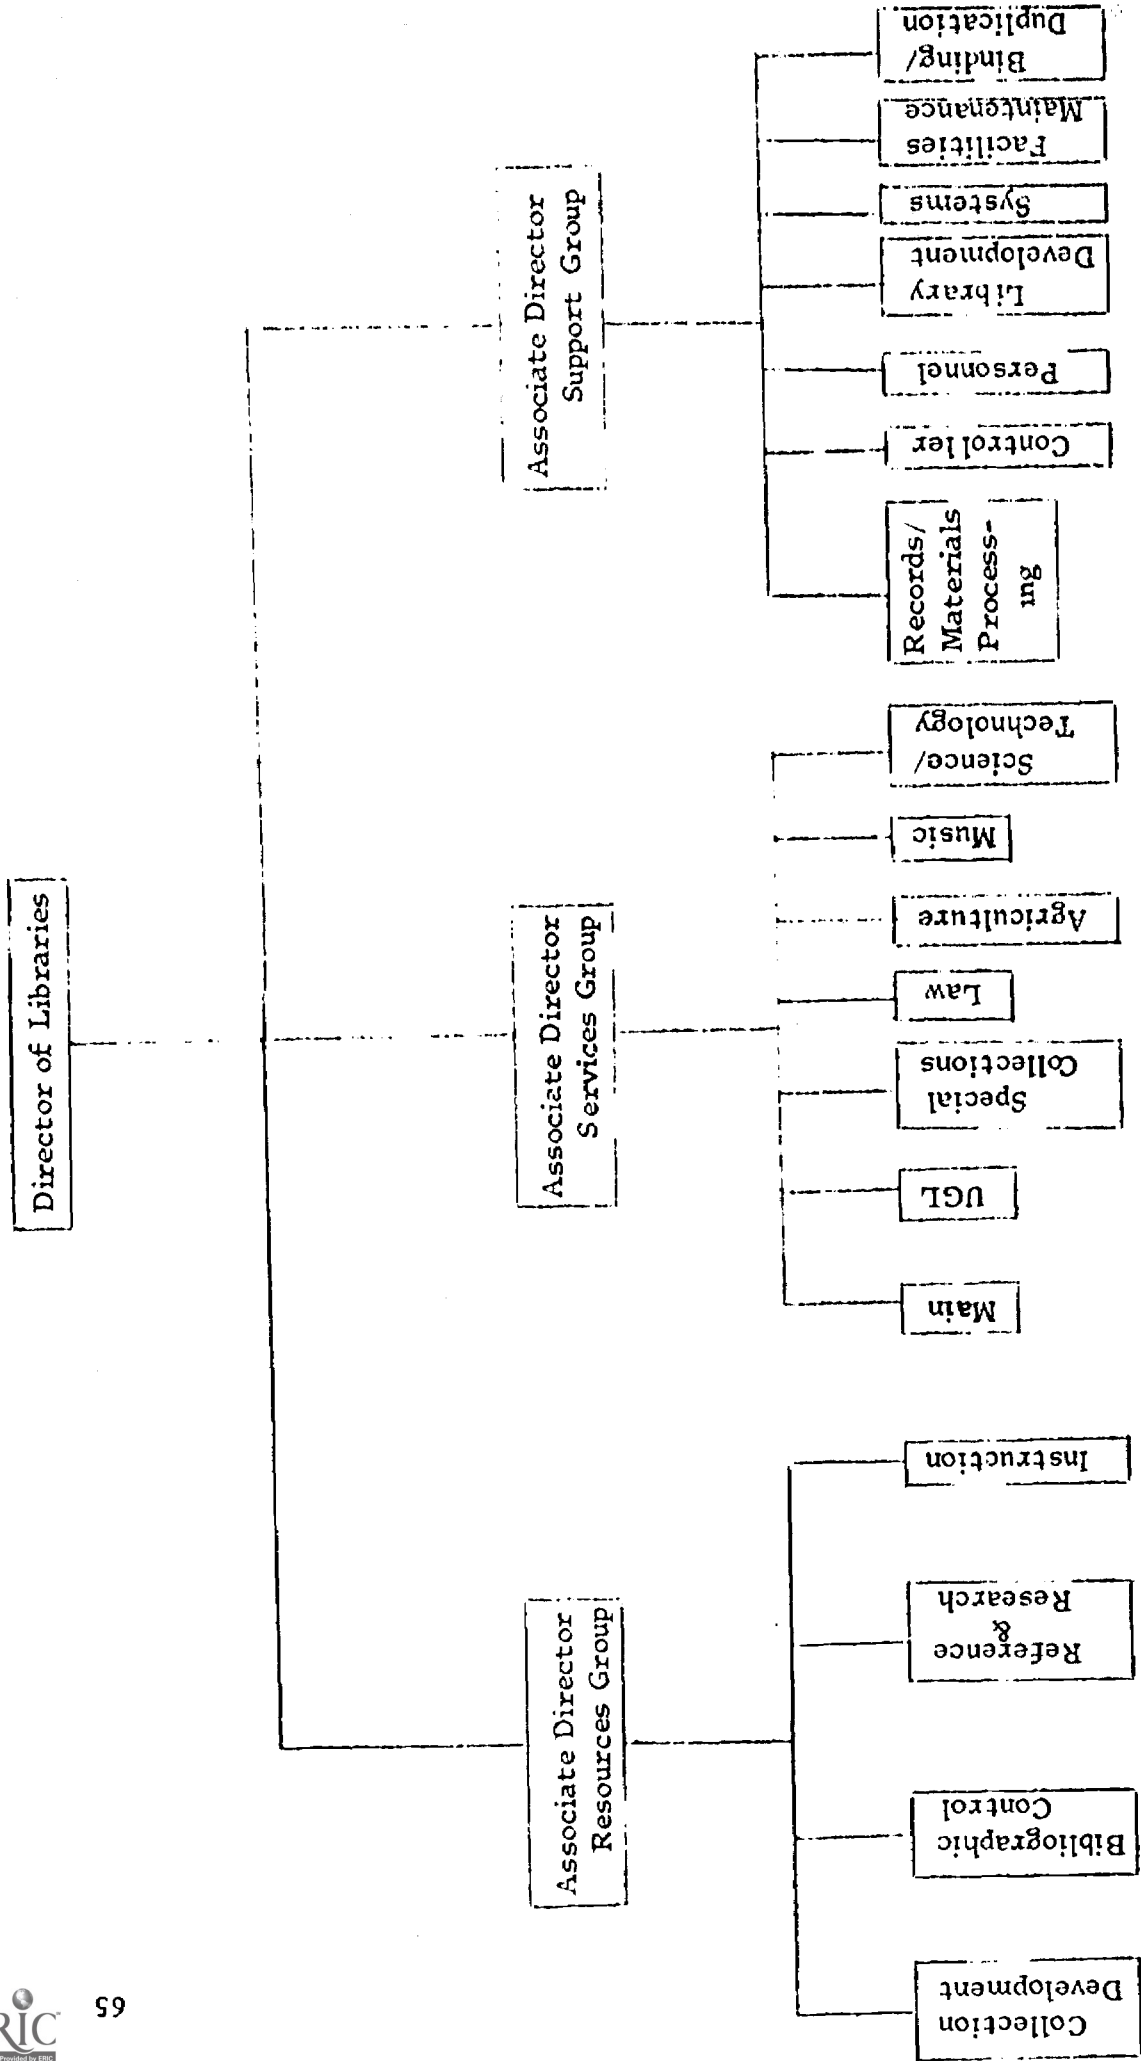 Director of Libraries
Associate Director
Resources Group
Associate Director
Services Group
Associate Director
Support Group
Collection
Development
Bibliographic
Control
Reference
&
Research
Instruction
Main
UGL
Special
Collections
Law
Agriculture
Music
Science/
Technology
Records/
Materials
Process-
ing
Controller
Personnel
Library
Development
Systems
Facilities
Maintenance
Binding/
Duplication
65
ERIC